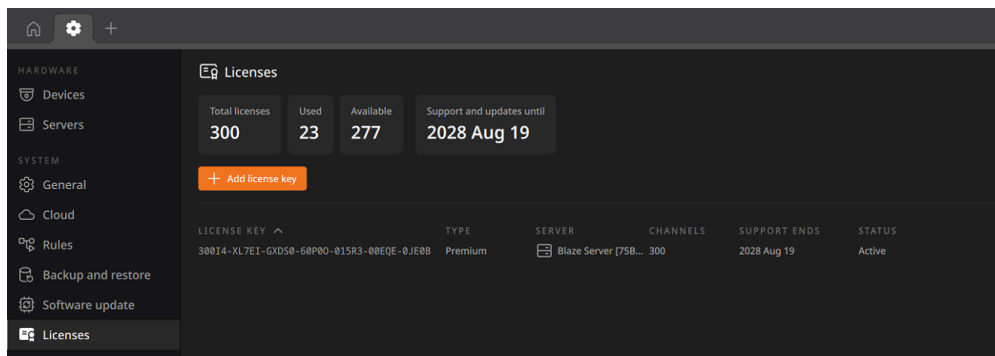 HARDWARE
Devices
Servers
SYSTEM
General
Cloud
Rules
Backup and restore
Software update
Licenses
Licenses
Total licenses Used Available Support and updates until
300 23 277 2028 Aug 19
Add license key
LICENSE KEY TYPE SERVER CHANNELS SUPPORT ENDS STATUS
300I4-XL7EI-GXDS0-60P0O-015R3-00EQE-0JE0B Premium Blaze Server [75B... 300 2028 Aug 19 Active